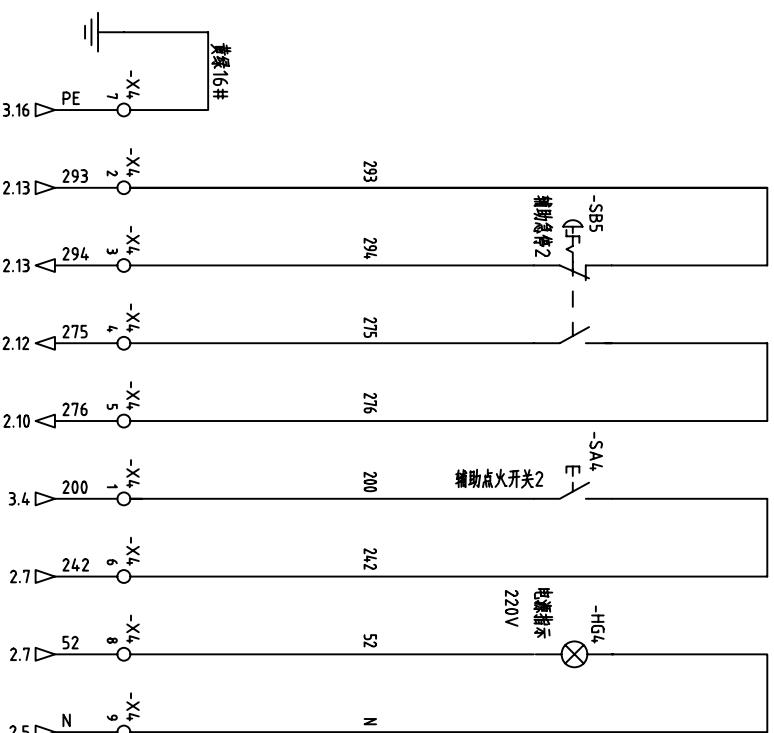 黄绿16#
3.16 PE 7 -X4
2.13 293 2 -X4 293
-SB5
辅助急停2
2.13 294 3 -X4 294
2.12 275 4 -X4 275
2.10 276 5 -X4 276
-SA4
辅助点火开关2
3.4 200 1 -X4 200
2.7 242 6 -X4 242
-HG4
电源指示
220V
2.7 52 8 -X4 52
2.5 N 9 -X4 N